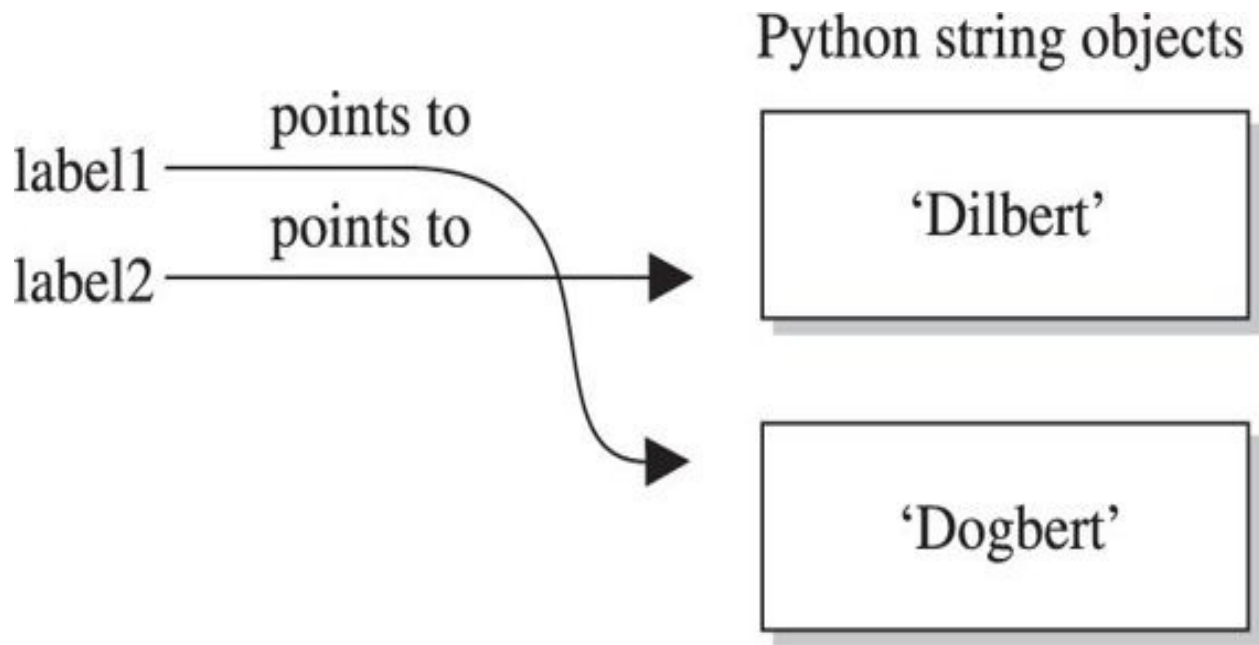 Python string objects
points to
label1
‘Dilbert’
points to
label2
‘Dogbert’